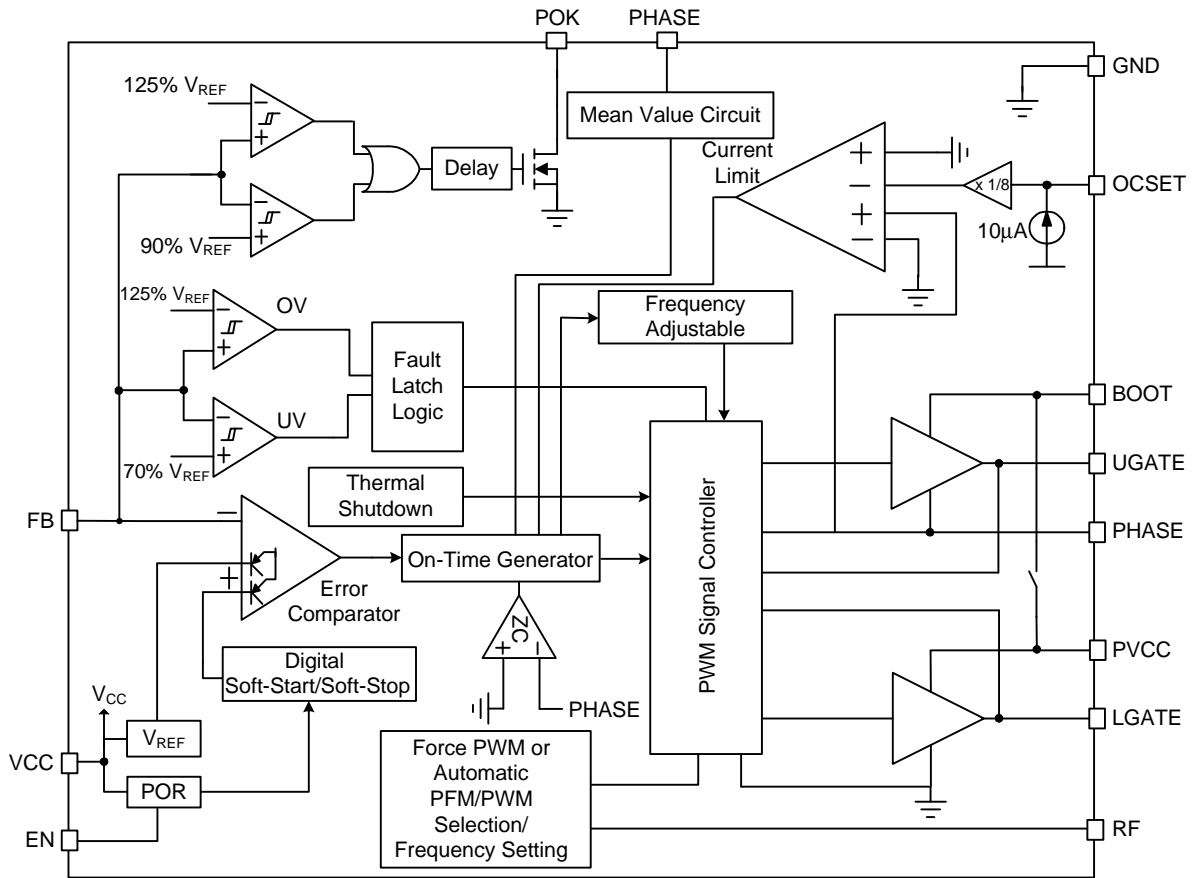 POK
PHASE
GND
125% VREF
Mean Value Circuit
Current
Limit
Delay
x 1/8
OCSET
90% VREF
10μA
125% VREF
OV
Frequency
Adjustable
Fault
Latch
Logic
BOOT
UV
70% VREF
UGATE
Thermal
Shutdown
FB
PHASE
On-Time Generator
PWM Signal Controller
Error
Comparator
ZC
Digital
Soft-Start/Soft-Stop
PVCC
VCC
PHASE
LGATE
VREF
VCC
Force PWM or
Automatic
PFM/PWM
Selection/
Frequency Setting
POR
EN
RF